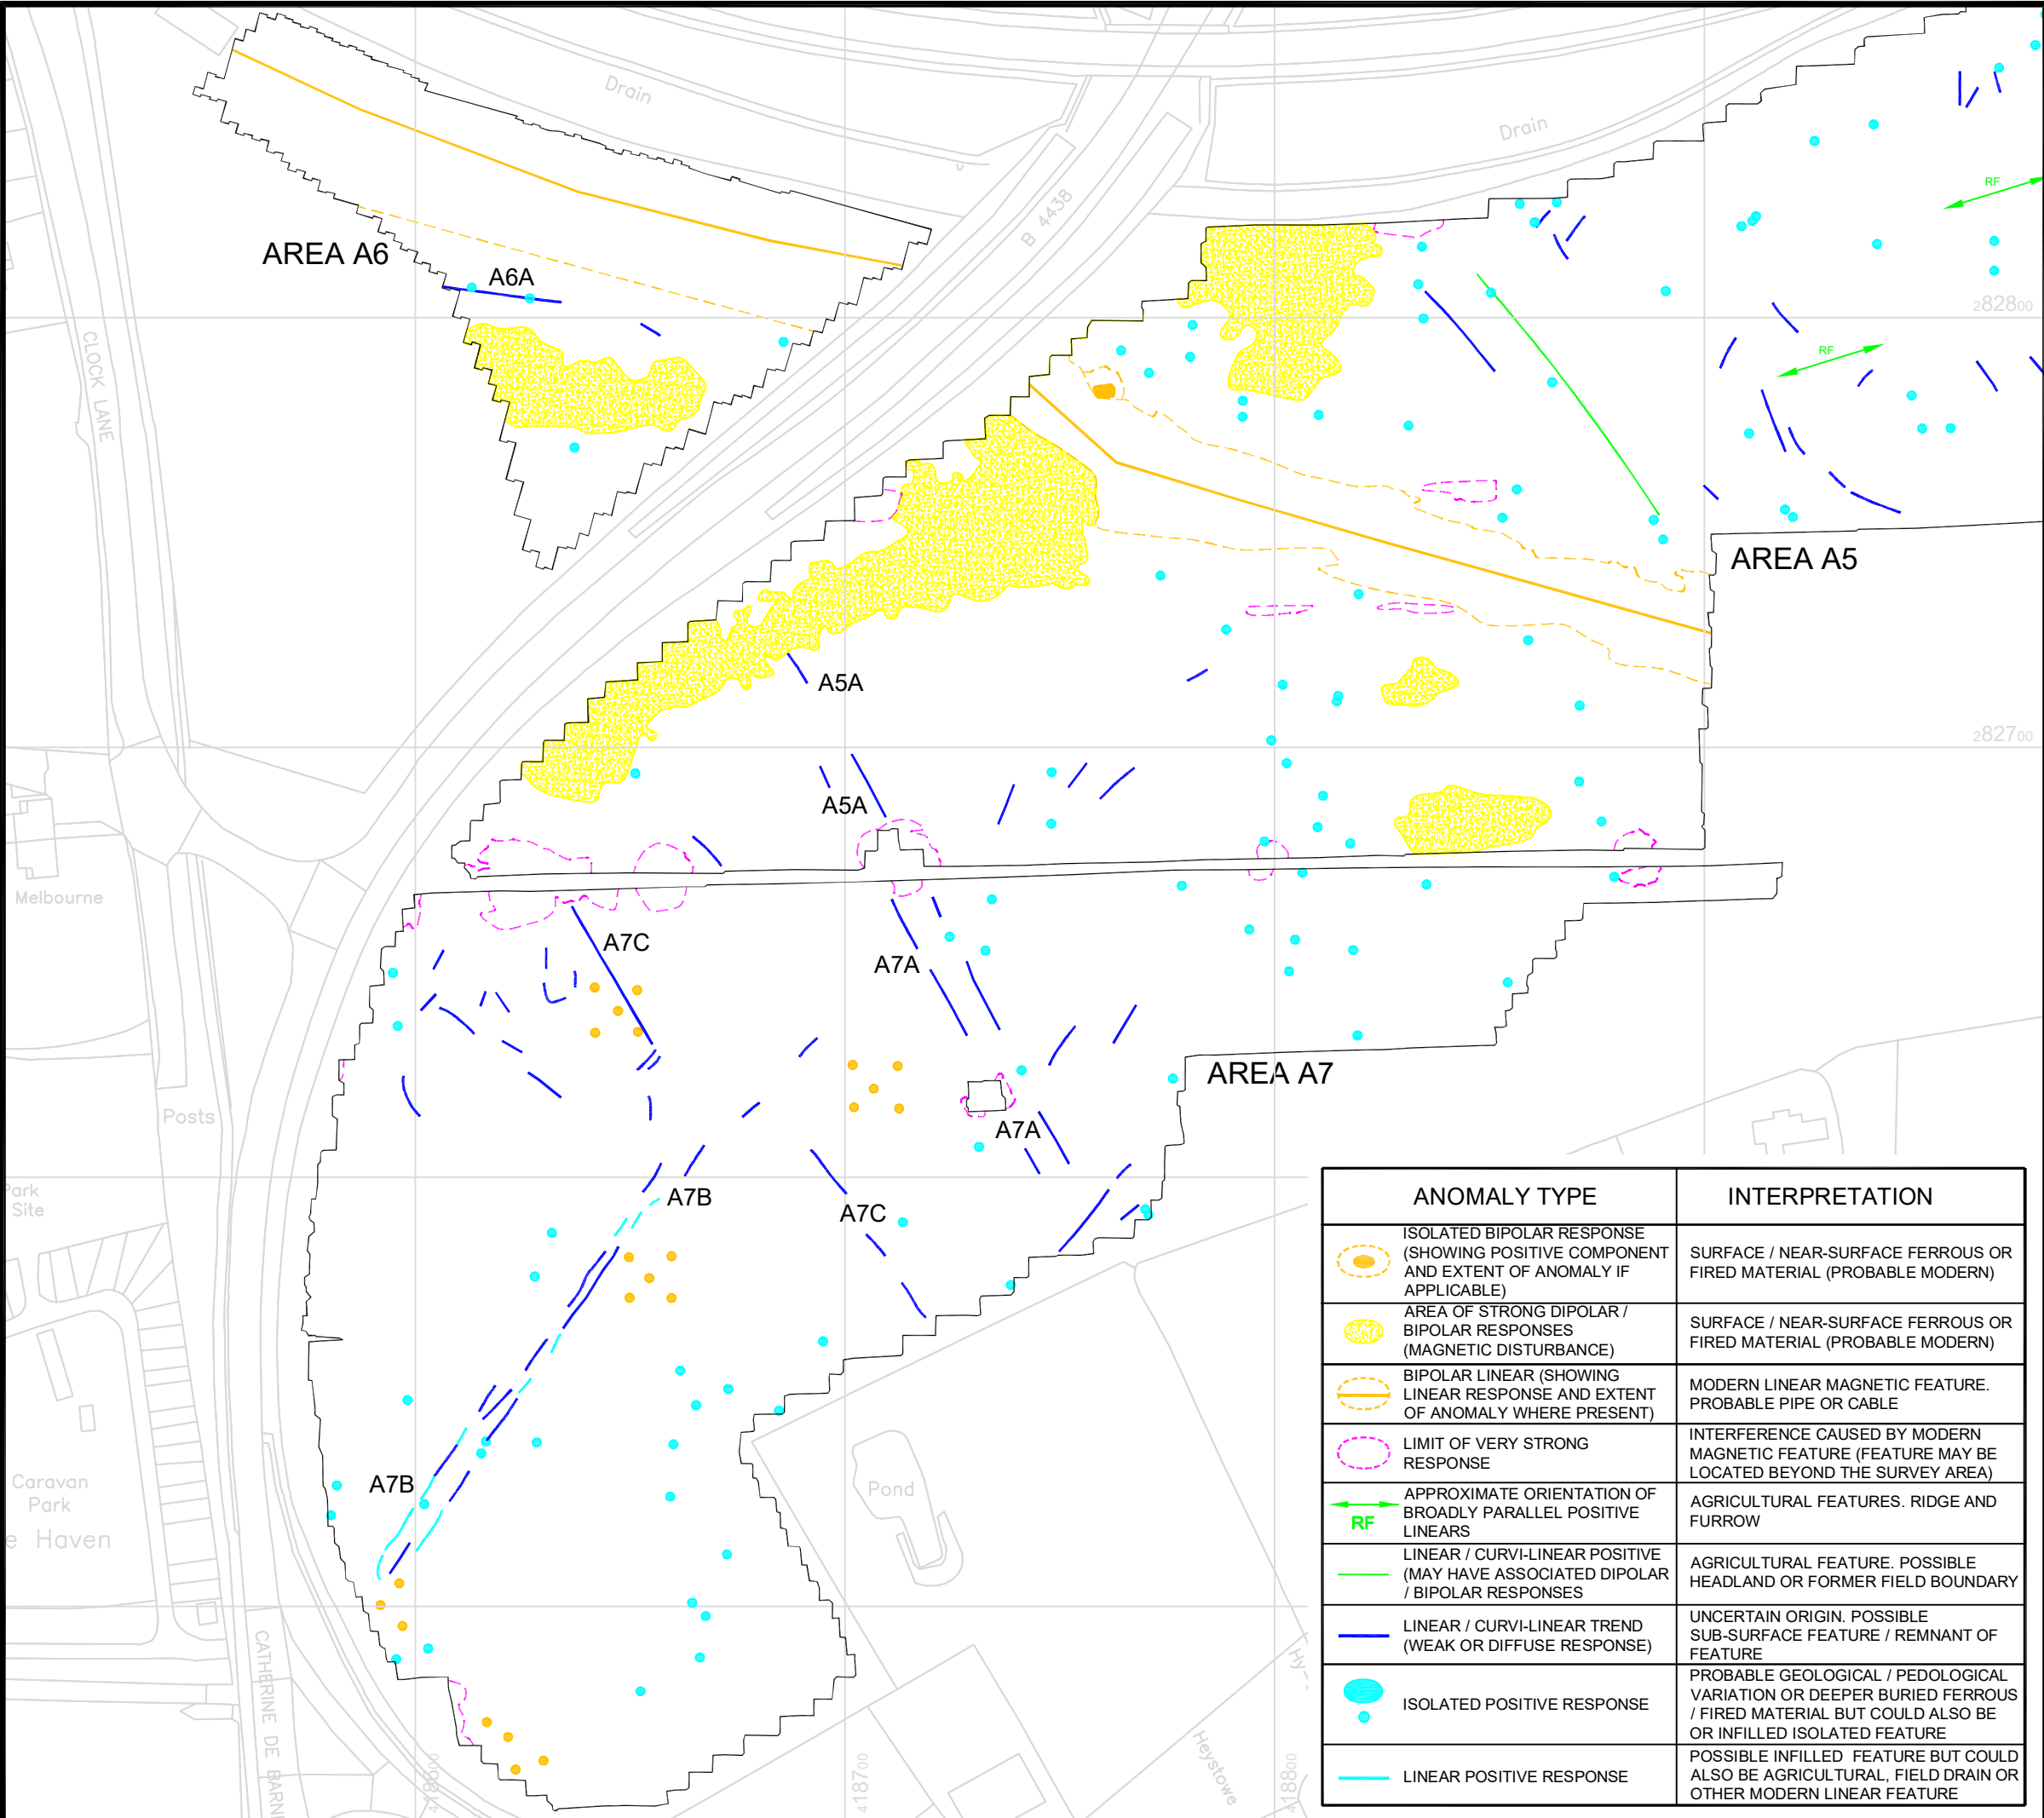 Drain
Drain
B 4438
RF
AREA A6
A6A
CLOCK LANE
282800
RF
AREA A5
A5A
282700
A5A
Melbourne
A7C
A7A
AREA A7
Posts
A7A
Park
Site
A7B
A7C
A7B
Caravan
Park
e Haven
Pond
CATHERINE DE BARN
Heystowe
Hy
418600
418700
418800
ANOMALY TYPE
INTERPRETATION
ISOLATED BIPOLAR RESPONSE
(SHOWING POSITIVE COMPONENT
AND EXTENT OF ANOMALY IF
APPLICABLE)
SURFACE / NEAR-SURFACE FERROUS OR
FIRED MATERIAL (PROBABLE MODERN)
AREA OF STRONG DIPOLAR /
BIPOLAR RESPONSES
(MAGNETIC DISTURBANCE)
SURFACE / NEAR-SURFACE FERROUS OR
FIRED MATERIAL (PROBABLE MODERN)
BIPOLAR LINEAR (SHOWING
LINEAR RESPONSE AND EXTENT
OF ANOMALY WHERE PRESENT)
MODERN LINEAR MAGNETIC FEATURE.
PROBABLE PIPE OR CABLE
LIMIT OF VERY STRONG
RESPONSE
INTERFERENCE CAUSED BY MODERN
MAGNETIC FEATURE (FEATURE MAY BE
LOCATED BEYOND THE SURVEY AREA)
RF
APPROXIMATE ORIENTATION OF
BROADLY PARALLEL POSITIVE
LINEARS
AGRICULTURAL FEATURES. RIDGE AND
FURROW
LINEAR / CURVI-LINEAR POSITIVE
(MAY HAVE ASSOCIATED DIPOLAR
/ BIPOLAR RESPONSES
AGRICULTURAL FEATURE. POSSIBLE
HEADLAND OR FORMER FIELD BOUNDARY
LINEAR / CURVI-LINEAR TREND
(WEAK OR DIFFUSE RESPONSE)
UNCERTAIN ORIGIN. POSSIBLE
SUB-SURFACE FEATURE / REMNANT OF
FEATURE
ISOLATED POSITIVE RESPONSE
PROBABLE GEOLOGICAL / PEDOLOGICAL
VARIATION OR DEEPER BURIED FERROUS
/ FIRED MATERIAL BUT COULD ALSO BE
OR INFILLED ISOLATED FEATURE
LINEAR POSITIVE RESPONSE
POSSIBLE INFILLED FEATURE BUT COULD
ALSO BE AGRICULTURAL, FIELD DRAIN OR
OTHER MODERN LINEAR FEATURE